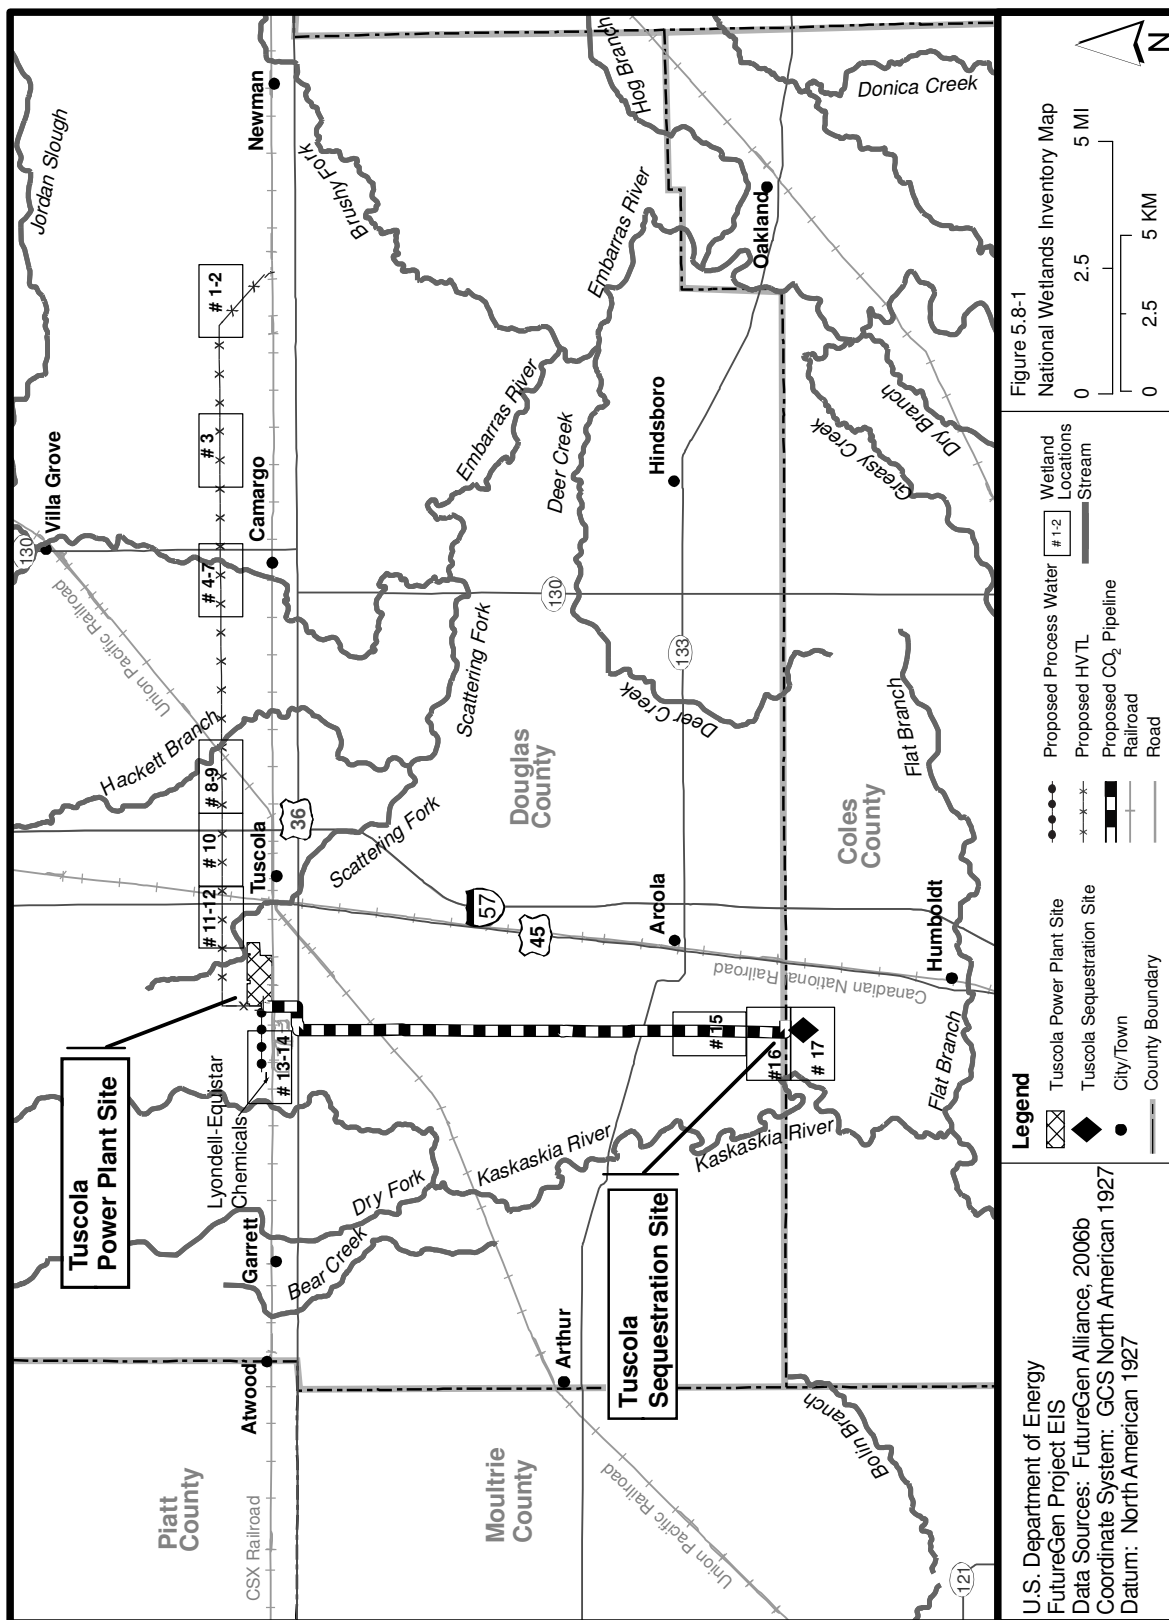 Piatt
County
CSX Railroad
Atwood
Garrett
Bear Creek
Dry Fork
Tuscola
Power Plant Site
Lyondell-Equistar
Chemicals
# 13-14
# 11-12
# 10
# 8-9
# 4-7
# 3
# 1-2
Tuscola
36
Hackett Branch
Union Pacific Railroad
130
Villa Grove
Camargo
Jordan Slough
Newman
Brushy Fork
Moultrie
County
Arthur
Union Pacific Railroad
Kaskaskia River
Scattering Fork
Scattering Fork
57
45
Douglas
County
130
Embarras River
Deer Creek
Embarras River
Hog Branch
Tuscola
Sequestration Site
Kaskaskia River
Arcola
Canadian National Railroad
#15
#16
# 17
Deer Creek
133
Hindsboro
Oakland
Donica Creek
Bolin Branch
121
Flat Branch
Humboldt
Coles
County
Flat Branch
Greasy Creek
Dry Branch
U.S. Department of Energy
FutureGen Project EIS
Data Sources: FutureGen Alliance, 2006b
Coordinate System: GCS North American 1927
Datum: North American 1927
Legend
Tuscola Power Plant Site
Tuscola Sequestration Site
City/Town
County Boundary
Proposed Process Water
Proposed HVTL
Proposed CO2 Pipeline
Railroad
Road
# 1-2
Wetland
Locations
Stream
Figure 5.8-1
National Wetlands Inventory Map
0 2.5 5 MI
0 2.5 5 KM
N